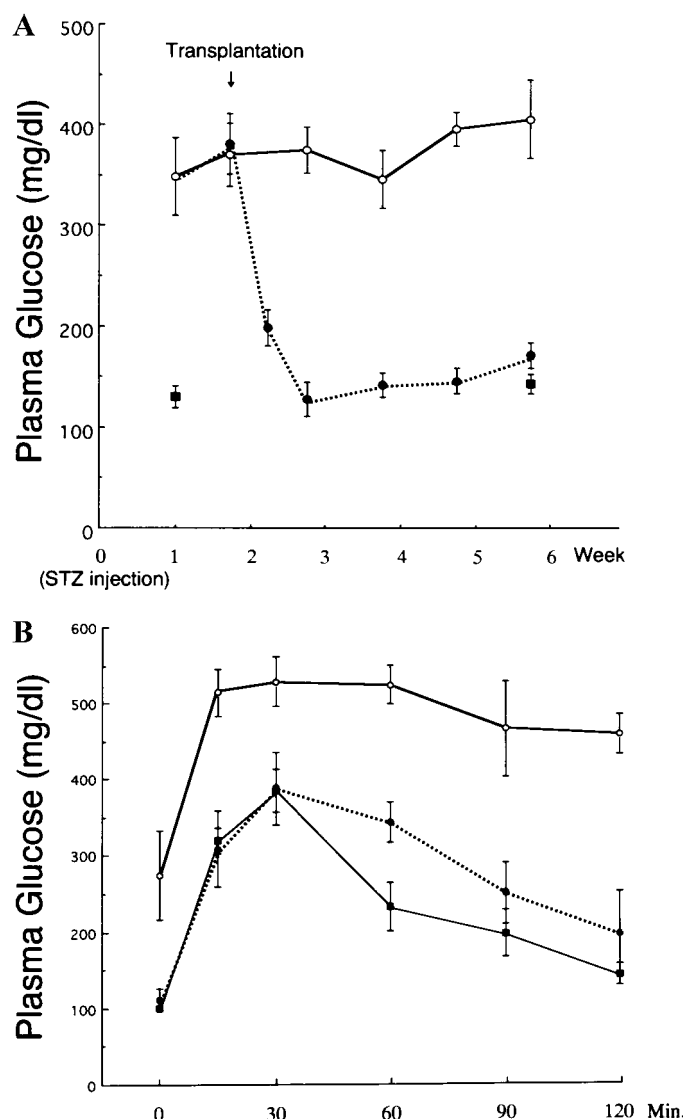 A
Plasma Glucose (mg/dl)
500
400
300
200
100
0
Transplantation
0 1 2 3 4 5 6 Week
(STZ injection)
B
Plasma Glucose (mg/dl)
600
500
400
300
200
100
0
0 30 60 90 120 Min.